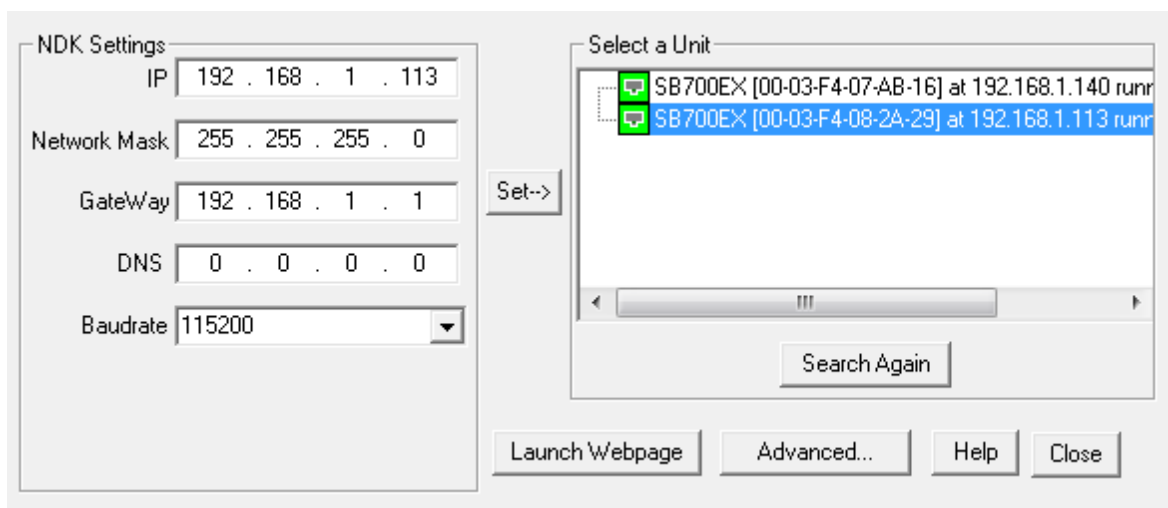 NDK Settings
IP 192 . 168 . 1 . 113
Network Mask 255 . 255 . 255 . 0
GateWay 192 . 168 . 1 . 1
DNS 0 . 0 . 0 . 0
Baudrate 115200
Set-->
Select a Unit
SB700EX [00-03-F4-07-AB-16] at 192.168.1.140
SB700EX [00-03-F4-08-2A-29] at 192.168.1.113
Search Again
Launch Webpage Advanced... Help Close